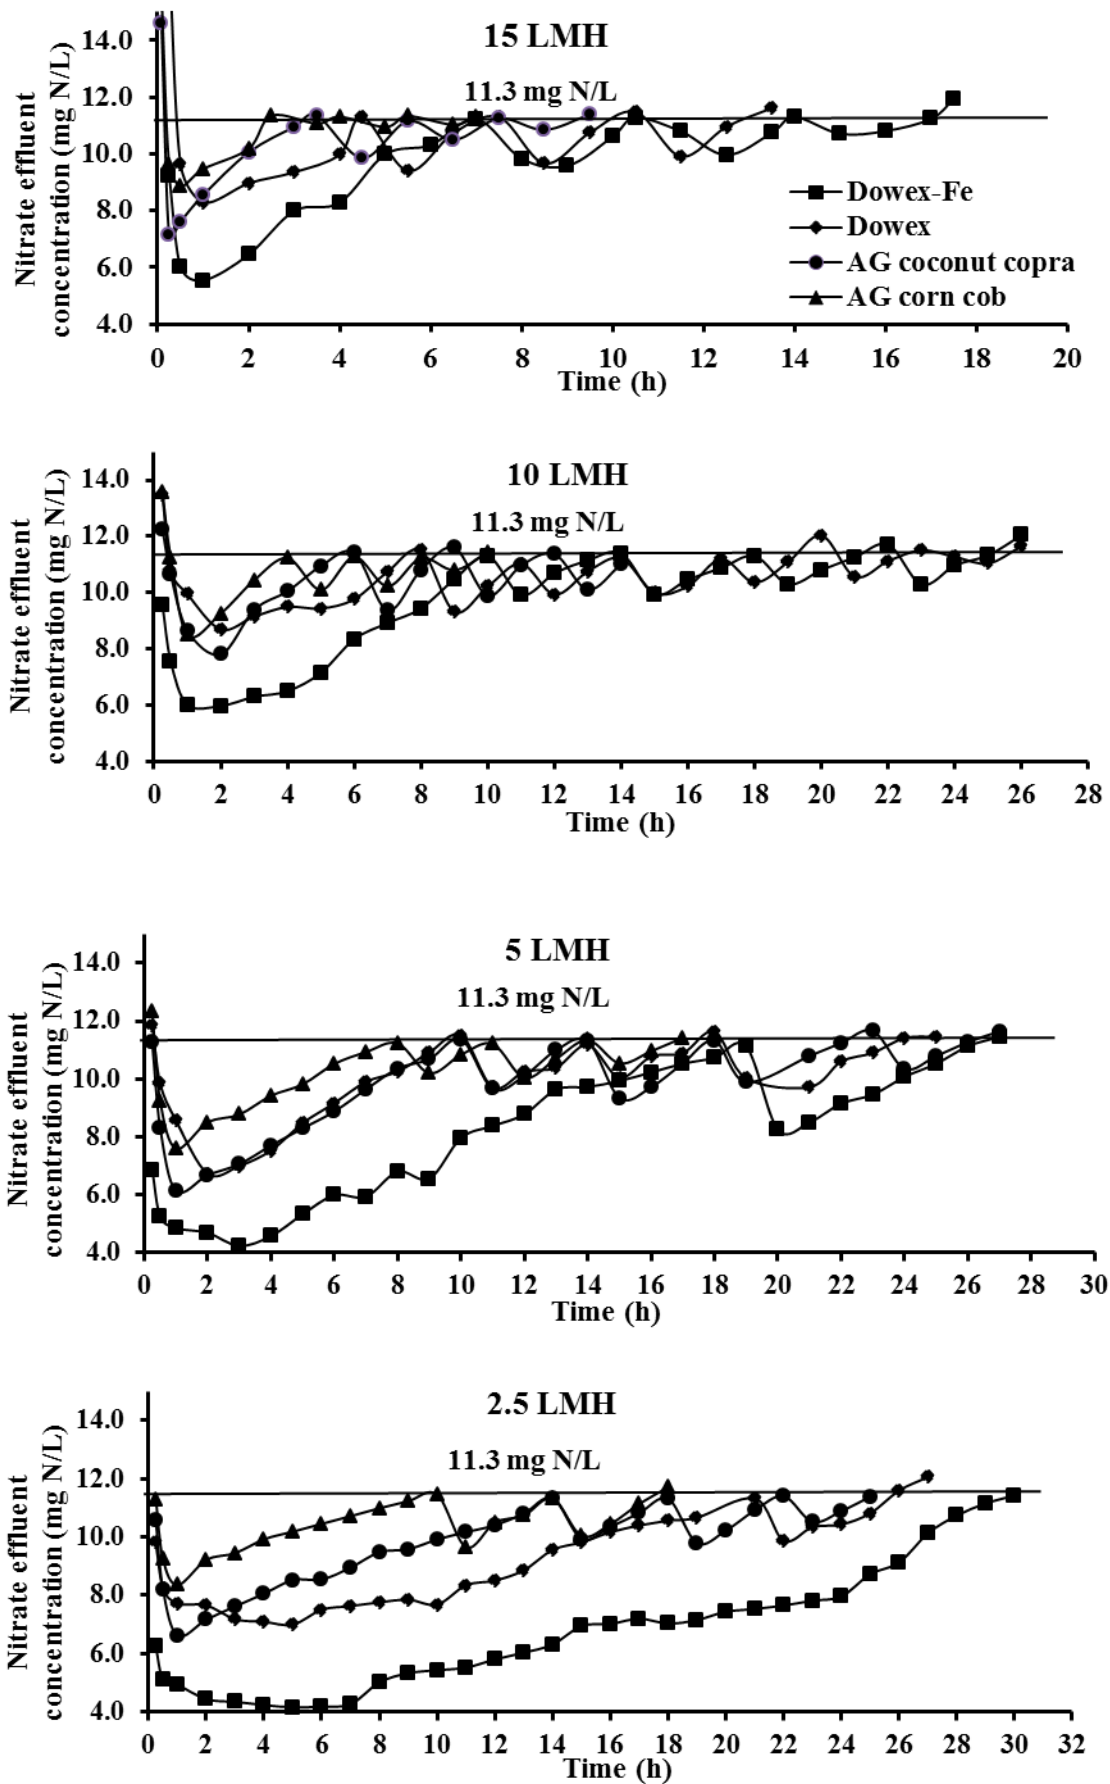 15 LMH
11.3 mg N/L
Nitrate effluent
concentration (mg N/L)
14.0
12.0
10.0
8.0
6.0
4.0
Dowex-Fe
Dowex
AG coconut copra
AG corn cob
0 2 4 6 8 10 12 14 16 18 20
Time (h)
10 LMH
11.3 mg N/L
Nitrate effluent
concentration (mg N/L)
14.0
12.0
10.0
8.0
6.0
4.0
0 2 4 6 8 10 12 14 16 18 20 22 24 26 28
Time (h)
5 LMH
11.3 mg N/L
Nitrate effluent
concentration (mg N/L)
14.0
12.0
10.0
8.0
6.0
4.0
0 2 4 6 8 10 12 14 16 18 20 22 24 26 28 30
Time (h)
2.5 LMH
11.3 mg N/L
Nitrate effluent
concentration (mg N/L)
14.0
12.0
10.0
8.0
6.0
4.0
0 2 4 6 8 10 12 14 16 18 20 22 24 26 28 30 32
Time (h)